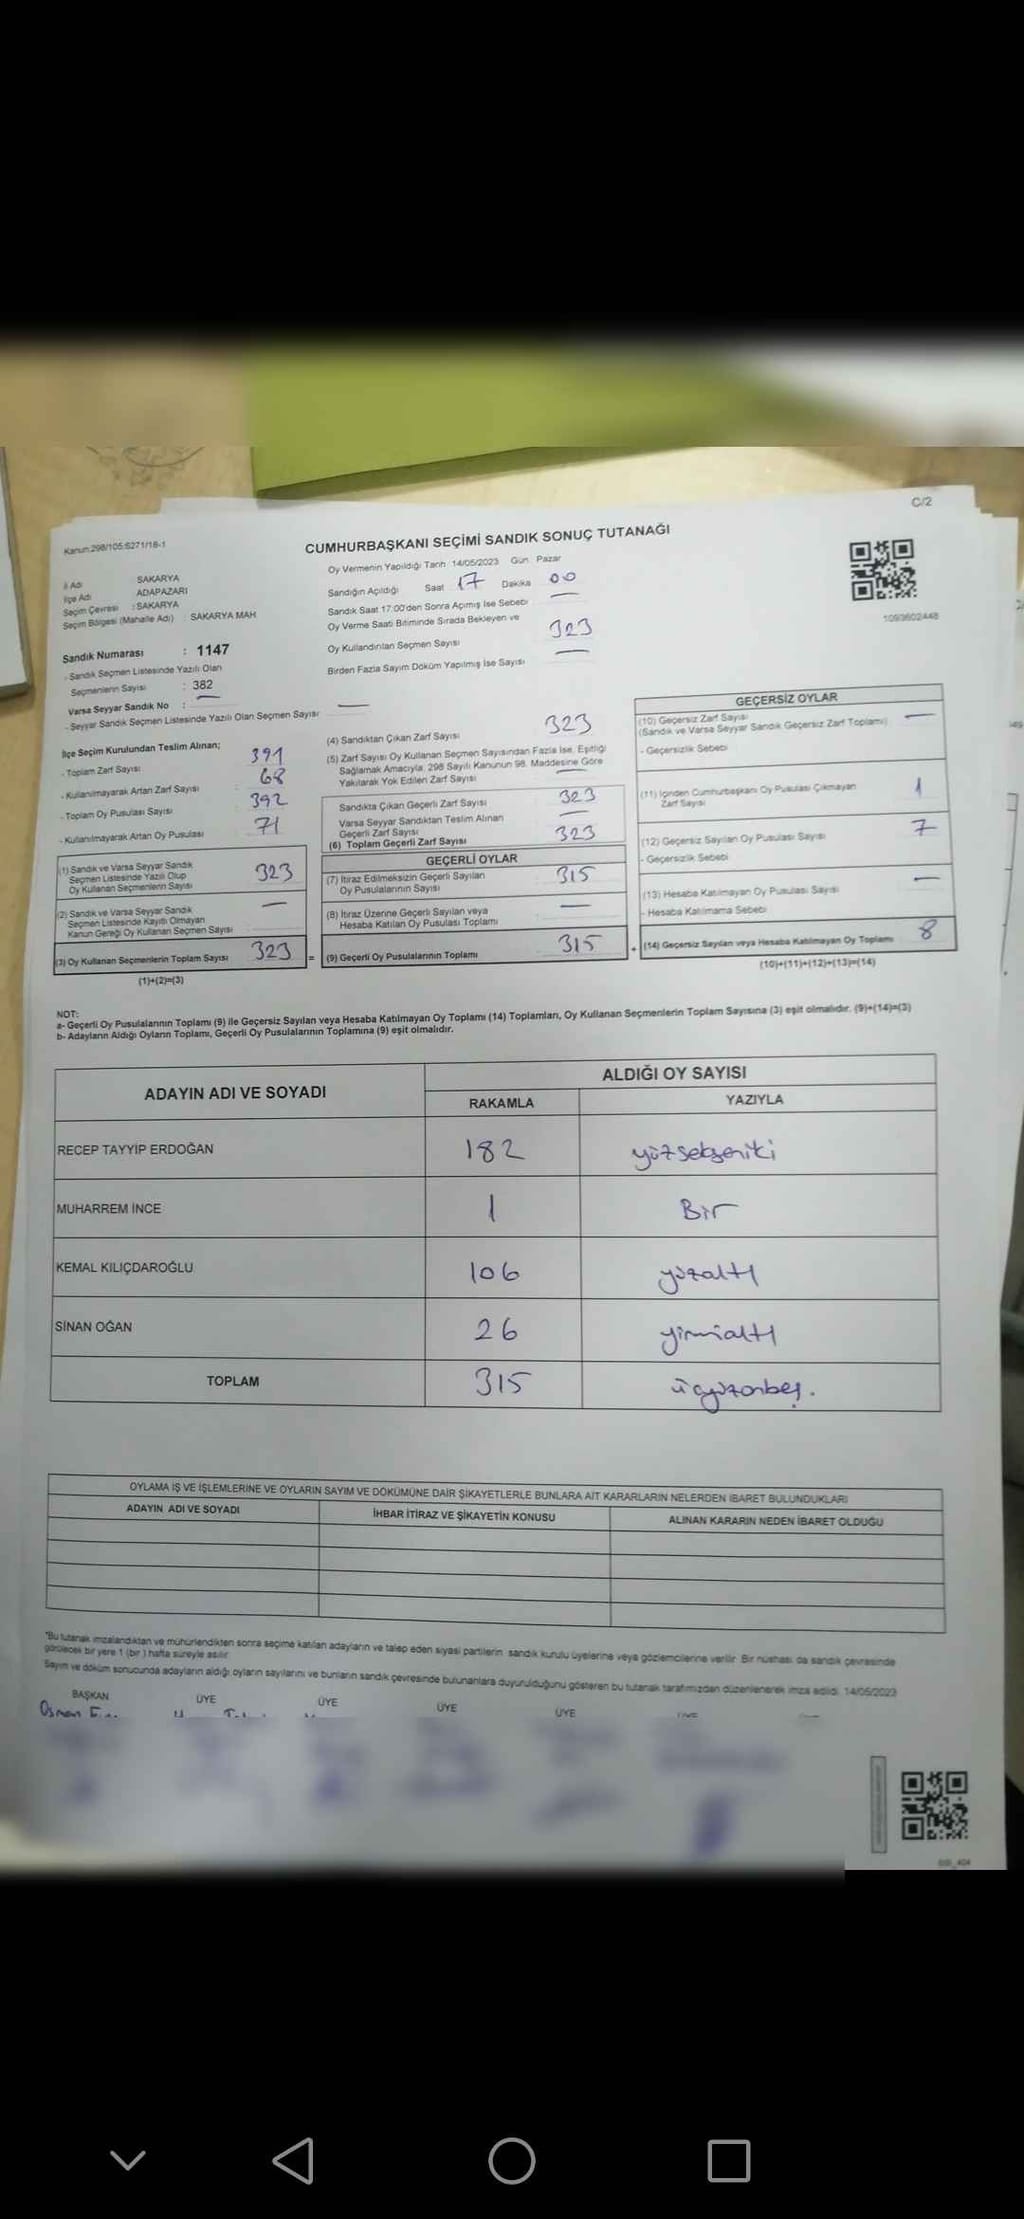 C/2
Kanun:298/105;6271/18-1
CUMHURBAŞKANI SEÇİMİ SANDIK SONUÇ TUTANAĞI
İl Adı SAKARYA
İlçe Adı ADAPAZARI
Seçim Çevresi : SAKARYA
Seçim Bölgesi (Mahalle Adı) : SAKARYA MAH
Sandık Numarası : 1147
- Sandık Seçmen Listesinde Yazılı Olan
Seçmenlerin Sayısı : 382
Varsa Seyyar Sandık No : —
- Seyyar Sandık Seçmen Listesinde Yazılı Olan Seçmen Sayısı —
Oy Vermenin Yapıldığı Tarih 14/05/2023 Gün Pazar
Sandığın Açıldığı Saat 17 Dakika 00
Sandık Saat 17:00'den Sonra Açımış İse Sebebi —
Oy Verme Saati Bitiminde Sırada Bekleyen ve
Oy Kullandırılan Seçmen Sayısı 323
Birden Fazla Sayım Döküm Yapılmış İse Sayısı —
1093602448
İlçe Seçim Kurulundan Teslim Alınan;
- Toplam Zarf Sayısı 391
- Kullanılmayarak Artan Zarf Sayısı : 68
- Toplam Oy Pusulası Sayısı 392
- Kullanılmayarak Artan Oy Pusulası 71
(1) Sandık ve Varsa Seyyar Sandık
Seçmen Listesinde Yazılı Olup
Oy Kullanan Seçmenlerin Sayısı 323
(2) Sandık ve Varsa Seyyar Sandık
Seçmen Listesinde Kayıtlı Olmayan
Kanun Gereği Oy Kullanan Seçmen Sayısı —
(3) Oy Kullanan Seçmenlerin Toplam Sayısı 323 =
(1)+(2)=(3)
(4) Sandıktan Çıkan Zarf Sayısı 323
(5) Zarf Sayısı Oy Kullanan Seçmen Sayısından Fazla İse, Eşitliği
Sağlamak Amacıyla, 298 Sayılı Kanunun 98. Maddesine Göre
Yakılarak Yok Edilen Zarf Sayısı —
Sandıkta Çıkan Geçerli Zarf Sayısı 323
Varsa Seyyar Sandıktan Teslim Alınan
Geçerli Zarf Sayısı —
(6) Toplam Geçerli Zarf Sayısı 323
GEÇERLİ OYLAR
(7) İtiraz Edilmeksizin Geçerli Sayılan
Oy Pusulalarının Sayısı 315
(8) İtiraz Üzerine Geçerli Sayılan veya
Hesaba Katılan Oy Pusulası Toplamı —
(9) Geçerli Oy Pusulalarının Toplamı 315 +
GEÇERSİZ OYLAR
(10) Geçersiz Zarf Sayısı
(Sandık ve Varsa Seyyar Sandık Geçersiz Zarf Toplamı) —
- Geçersizlik Sebebi
(11) İçinden Cumhurbaşkanı Oy Pusulası Çıkmayan
Zarf Sayısı 1
(12) Geçersiz Sayılan Oy Pusulası Sayısı 7
- Geçersizlik Sebebi
(13) Hesaba Katılmayan Oy Pusulası Sayısı —
- Hesaba Katılmama Sebebi
(14) Geçersiz Sayılan veya Hesaba Katılmayan Oy Toplamı 8
(10)+(11)+(12)+(13)=(14)
NOT:
a- Geçerli Oy Pusulalarının Toplamı (9) ile Geçersiz Sayılan veya Hesaba Katılmayan Oy Toplamı (14) Toplamları, Oy Kullanan Seçmenlerin Toplam Sayısına (3) eşit olmalıdır. (9)+(14)=(3)
b- Adayların Aldığı Oyların Toplamı, Geçerli Oy Pusulalarının Toplamına (9) eşit olmalıdır.
ADAYIN ADI VE SOYADI ALDIĞI OY SAYISI
RAKAMLA YAZIYLA
RECEP TAYYİP ERDOĞAN 182 yüzsekseniki
MUHARREM İNCE 1 Bir
KEMAL KILIÇDAROĞLU 106 yüzaltı
SİNAN OĞAN 26 yirmialtı
TOPLAM 315 üçyüzonbeş.
OYLAMA İŞ VE İŞLEMLERİNE VE OYLARIN SAYIM VE DÖKÜMÜNE DAİR ŞİKAYETLERLE BUNLARA AİT KARARLARIN NELERDEN İBARET BULUNDUKLARI
ADAYIN ADI VE SOYADI İHBAR İTİRAZ VE ŞİKAYETİN KONUSU ALINAN KARARIN NEDEN İBARET OLDUĞU
"Bu tutanak imzalandıktan ve mühürlendikten sonra seçime katılan adayların ve talep eden siyasi partilerin sandık kurulu üyelerine veya gözlemcilerine verilir. Bir nüshası da sandık çevresinde
görülecek bir yere 1 (bir) hafta süreyle asılır.
Sayım ve döküm sonucunda adayların aldığı oyların sayılarını ve bunların sandık çevresinde bulunanlara duyurulduğunu gösteren bu tutanak tarafımızdan düzenlenerek imza edildi. 14/05/2023
BAŞKAN ÜYE ÜYE ÜYE ÜYE ÜYE
Osman